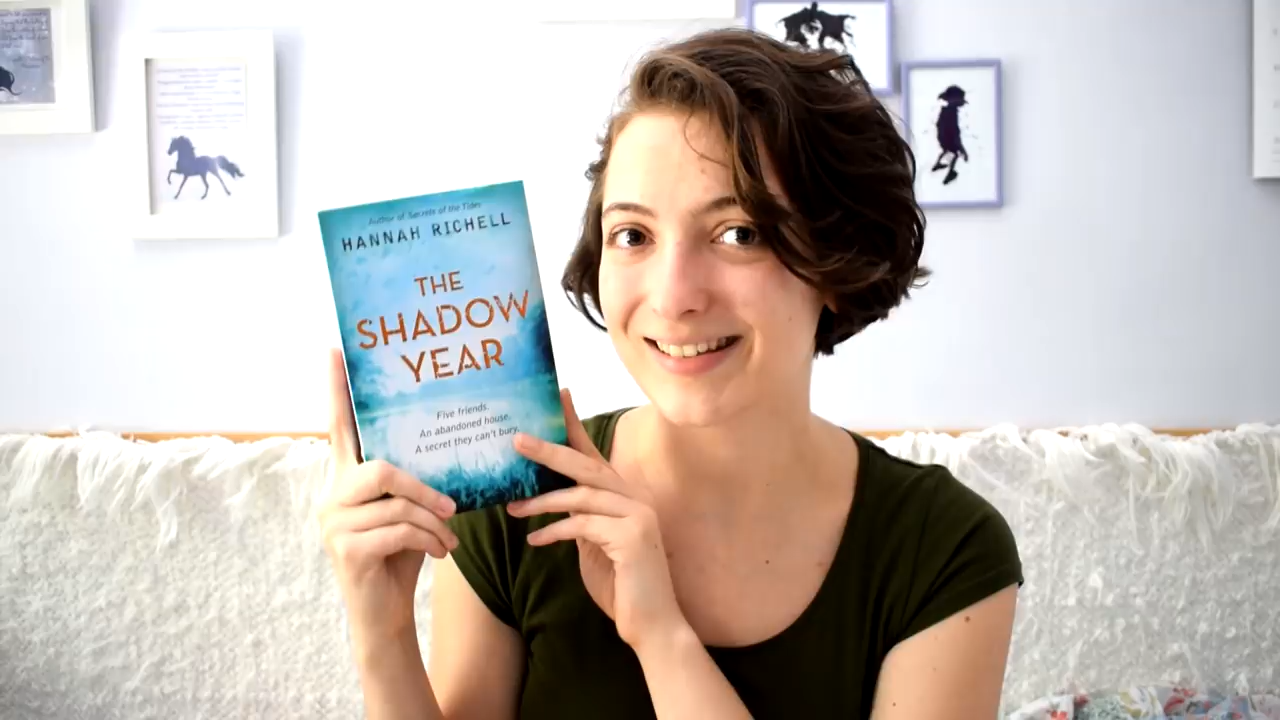 Author of Secrets of the Tides
HANNAH RICHELL
THE
SHADOW
YEAR
Five friends.
An abandoned house.
A secret they can't bury.